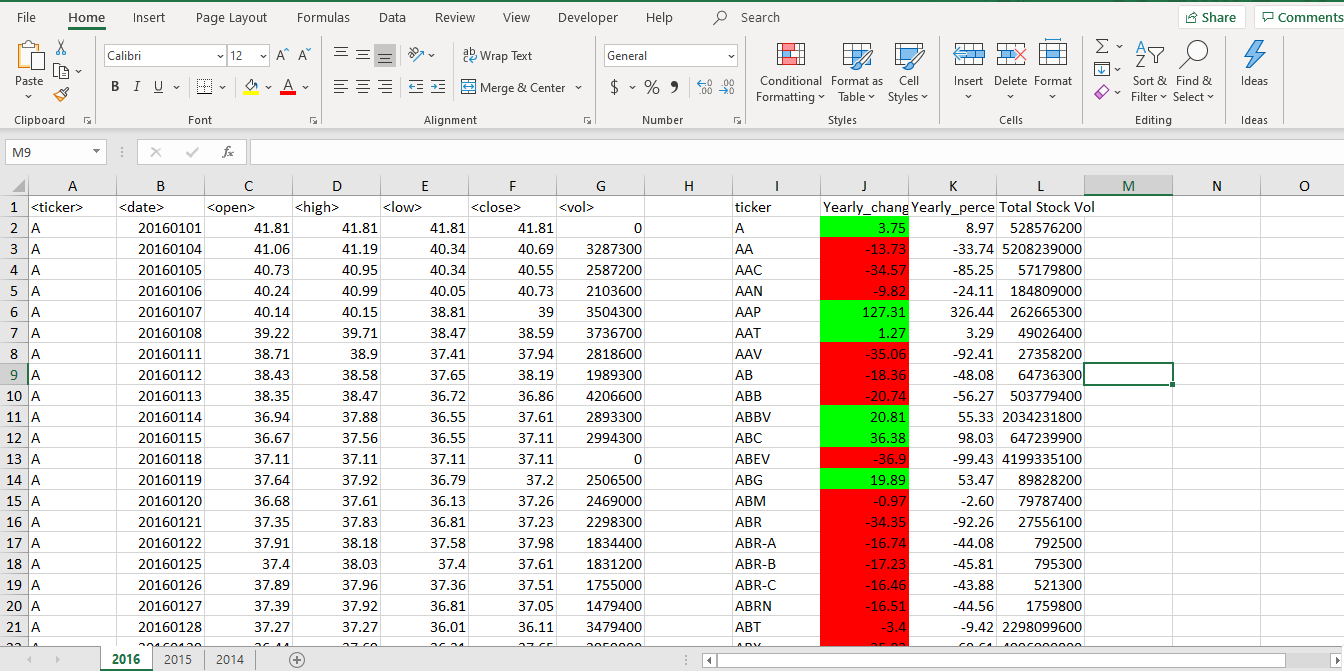 File Home Insert Page Layout Formulas Data Review View Developer Help Search Share Comments
Calibri 12 Wrap Text General
Paste B I U Merge & Center $ % Conditional Formatting Format as Table Cell Styles Insert Delete Format Sort & Filter Find & Select Ideas
Clipboard Font Alignment Number Styles Cells Editing Ideas
M9 fx
A B C D E F G H I J K L M N O
1 <ticker> <date> <open> <high> <low> <close> <vol> ticker Yearly_chang Yearly_perce Total Stock Vol
2 A 20160101 41.81 41.81 41.81 41.81 0 A 3.75 8.97 528576200
3 A 20160104 41.06 41.19 40.34 40.69 3287300 AA -13.73 -33.74 5208239000
4 A 20160105 40.73 40.95 40.34 40.55 2587200 AAC -34.57 -85.25 57179800
5 A 20160106 40.24 40.99 40.05 40.73 2103600 AAN -9.82 -24.11 184809000
6 A 20160107 40.14 40.15 38.81 39 3504300 AAP 127.31 326.44 262665300
7 A 20160108 39.22 39.71 38.47 38.59 3736700 AAT 1.27 3.29 49026400
8 A 20160111 38.71 38.9 37.41 37.94 2818600 AAV -35.06 -92.41 27358200
9 A 20160112 38.43 38.58 37.65 38.19 1989300 AB -18.36 -48.08 64736300
10 A 20160113 38.35 38.47 36.72 36.86 4206600 ABB -20.74 -56.27 503779400
11 A 20160114 36.94 37.88 36.55 37.61 2893300 ABBV 20.81 55.33 2034231800
12 A 20160115 36.67 37.56 36.55 37.11 2994300 ABC 36.38 98.03 647239900
13 A 20160118 37.11 37.11 37.11 37.11 0 ABEV -36.9 -99.43 4199335100
14 A 20160119 37.64 37.92 36.79 37.2 2506500 ABG 19.89 53.47 89828200
15 A 20160120 36.68 37.61 36.13 37.26 2469000 ABM -0.97 -2.60 79787400
16 A 20160121 37.35 37.83 36.81 37.23 2298300 ABR -34.35 -92.26 27556100
17 A 20160122 37.91 38.18 37.58 37.98 1834400 ABR-A -16.74 -44.08 792500
18 A 20160125 37.4 38.03 37.4 37.61 1831200 ABR-B -17.23 -45.81 795300
19 A 20160126 37.89 37.96 37.36 37.51 1755000 ABR-C -16.46 -43.88 521300
20 A 20160127 37.39 37.92 36.81 37.05 1479400 ABRN -16.51 -44.56 1759800
21 A 20160128 37.27 37.27 36.01 36.11 3479400 ABT -3.4 -9.42 2298099600
2016 2015 2014